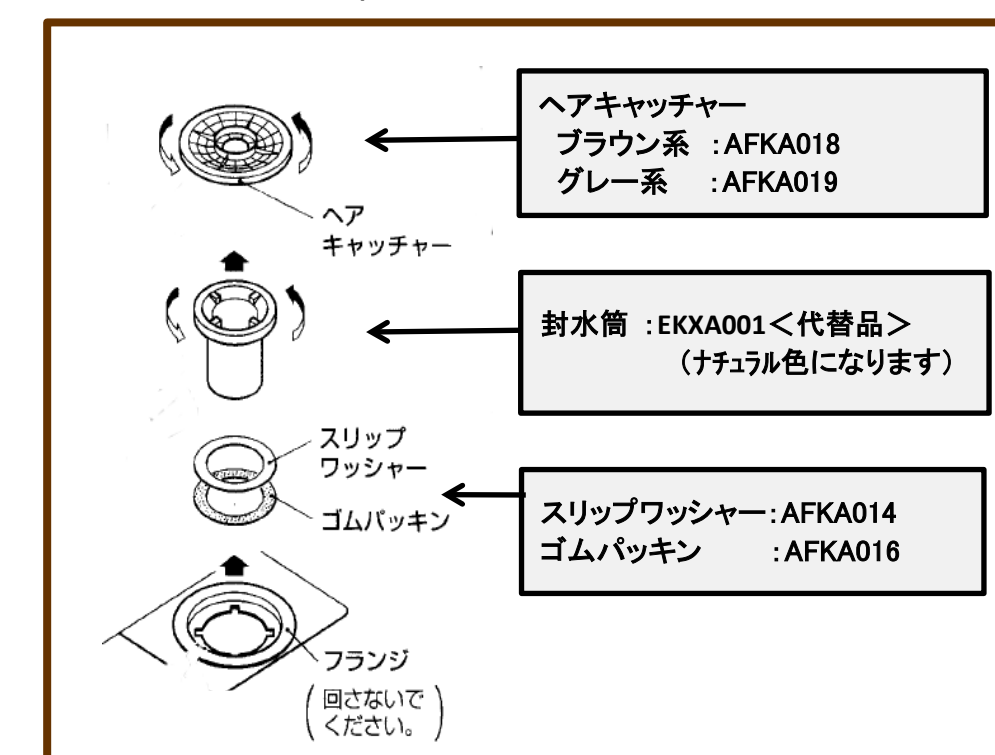 ヘアキャッチャー
ブラウン系 :AFKA018
グレー系 :AFKA019
ヘア
キャッチャー
封水筒 :EKXA001<代替品>
(ナチュラル色になります)
スリップ
ワッシャー
ゴムパッキン
スリップワッシャー:AFKA014
ゴムパッキン :AFKA016
フランジ
(回さないで
ください。)